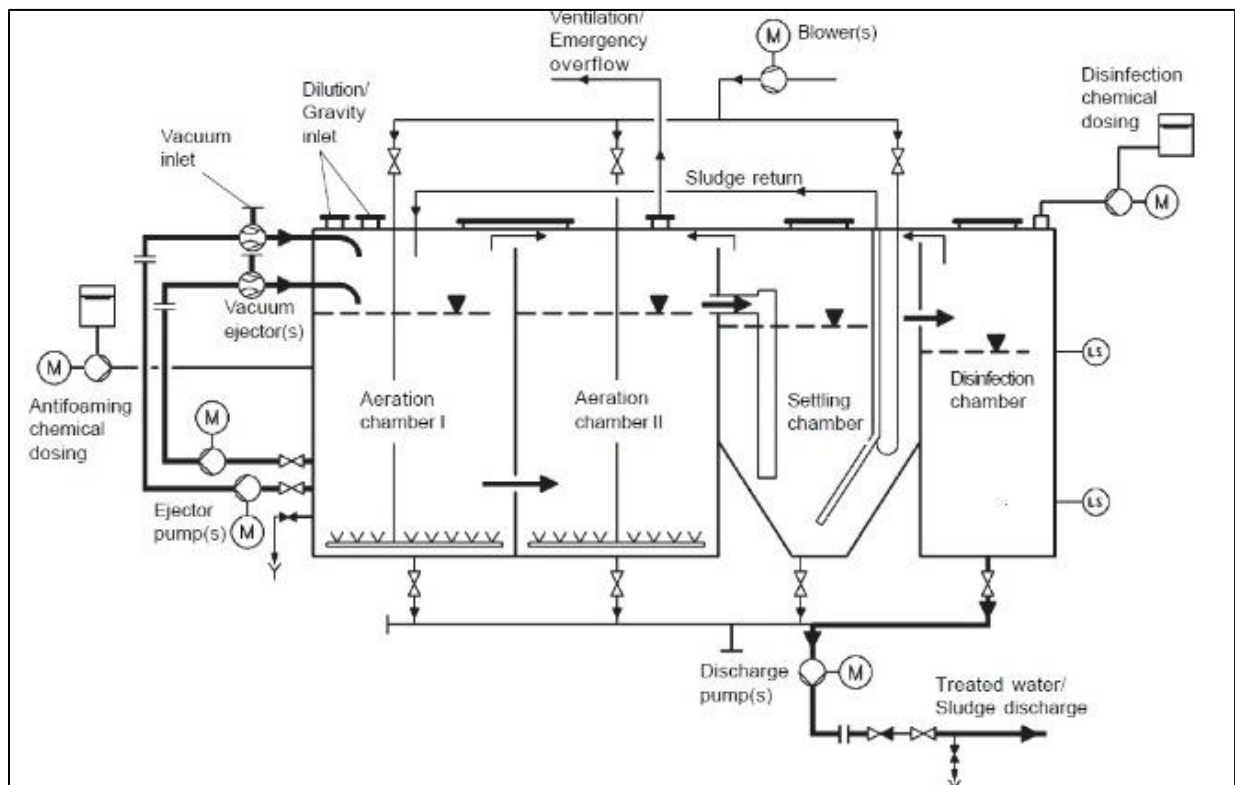 Ventilation/
Emergency
overflow
M
Blower(s)
Disinfection
chemical
dosing
Dilution/
Gravity
inlet
Vacuum
inlet
Sludge return
M
Vacuum
ejector(s)
M
Antifoaming
chemical
dosing
LS
Aeration
chamber I
Aeration
chamber II
Settling
chamber
Disinfection
chamber
M
Ejector
pump(s)
M
LS
Discharge
pump(s)
M
Treated water/
Sludge discharge